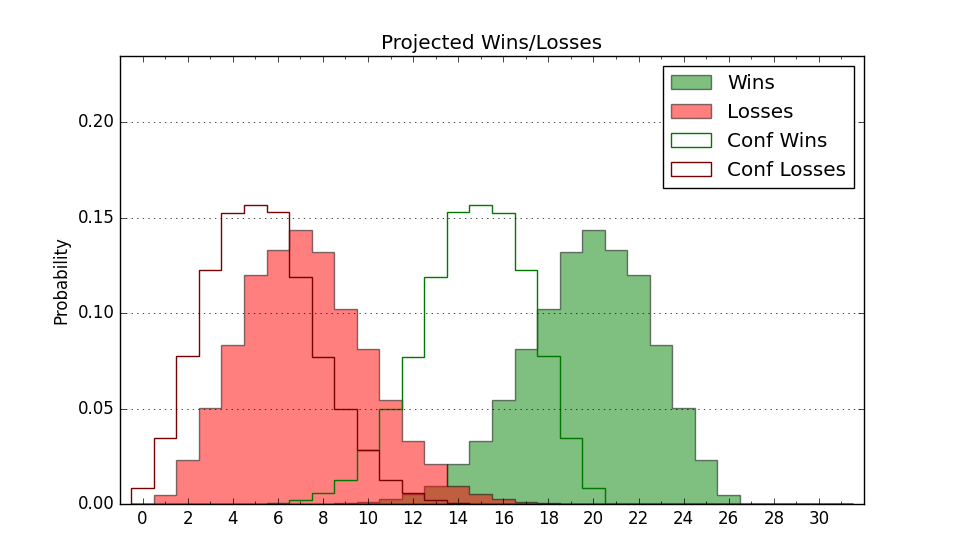 Projected Wins/Losses
Wins
Losses
Conf Wins
Conf Losses
Probability
0.20
0.15
0.10
0.05
0.00
0 2 4 6 8 10 12 14 16 18 20 22 24 26 28 30